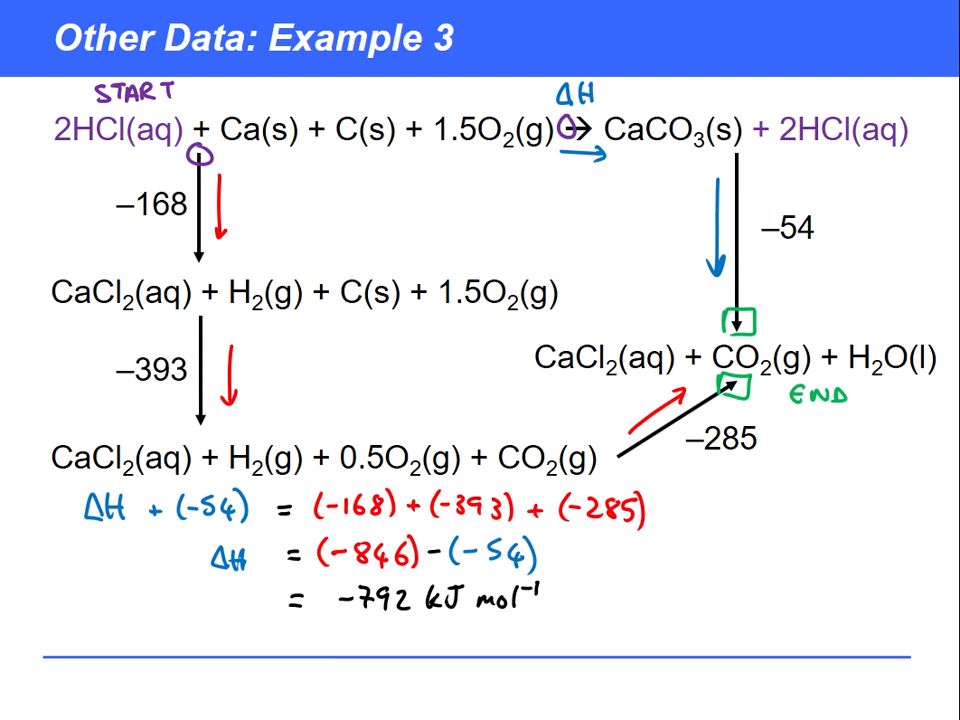 Other Data: Example 3
START
ΔH
2HCl(aq) + Ca(s) + C(s) + 1.5O₂(g) → CaCO₃(s) + 2HCl(aq)
–168
–54
CaCl₂(aq) + H₂(g) + C(s) + 1.5O₂(g)
–393
CaCl₂(aq) + CO₂(g) + H₂O(l)
END
–285
CaCl₂(aq) + H₂(g) + 0.5O₂(g) + CO₂(g)
ΔH + (-54) = (-168) + (-393) + (-285)
ΔH = (-846) - (-54)
= -792 kJ mol⁻¹